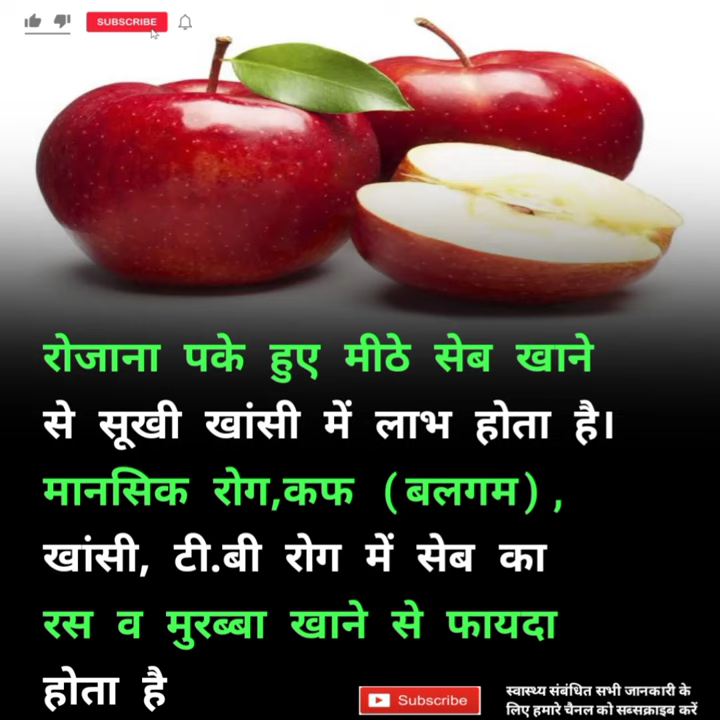 SUBSCRIBE
रोजाना पके हुए मीठे सेब खाने
से सूखी खांसी में लाभ होता है।
मानसिक रोग,कफ (बलगम),
खांसी, टी.बी रोग में सेब का
रस व मुरब्बा खाने से फायदा
होता है
Subscribe
स्वास्थ्य संबंधित सभी जानकारी के
लिए हमारे चैनल को सब्सक्राइब करें